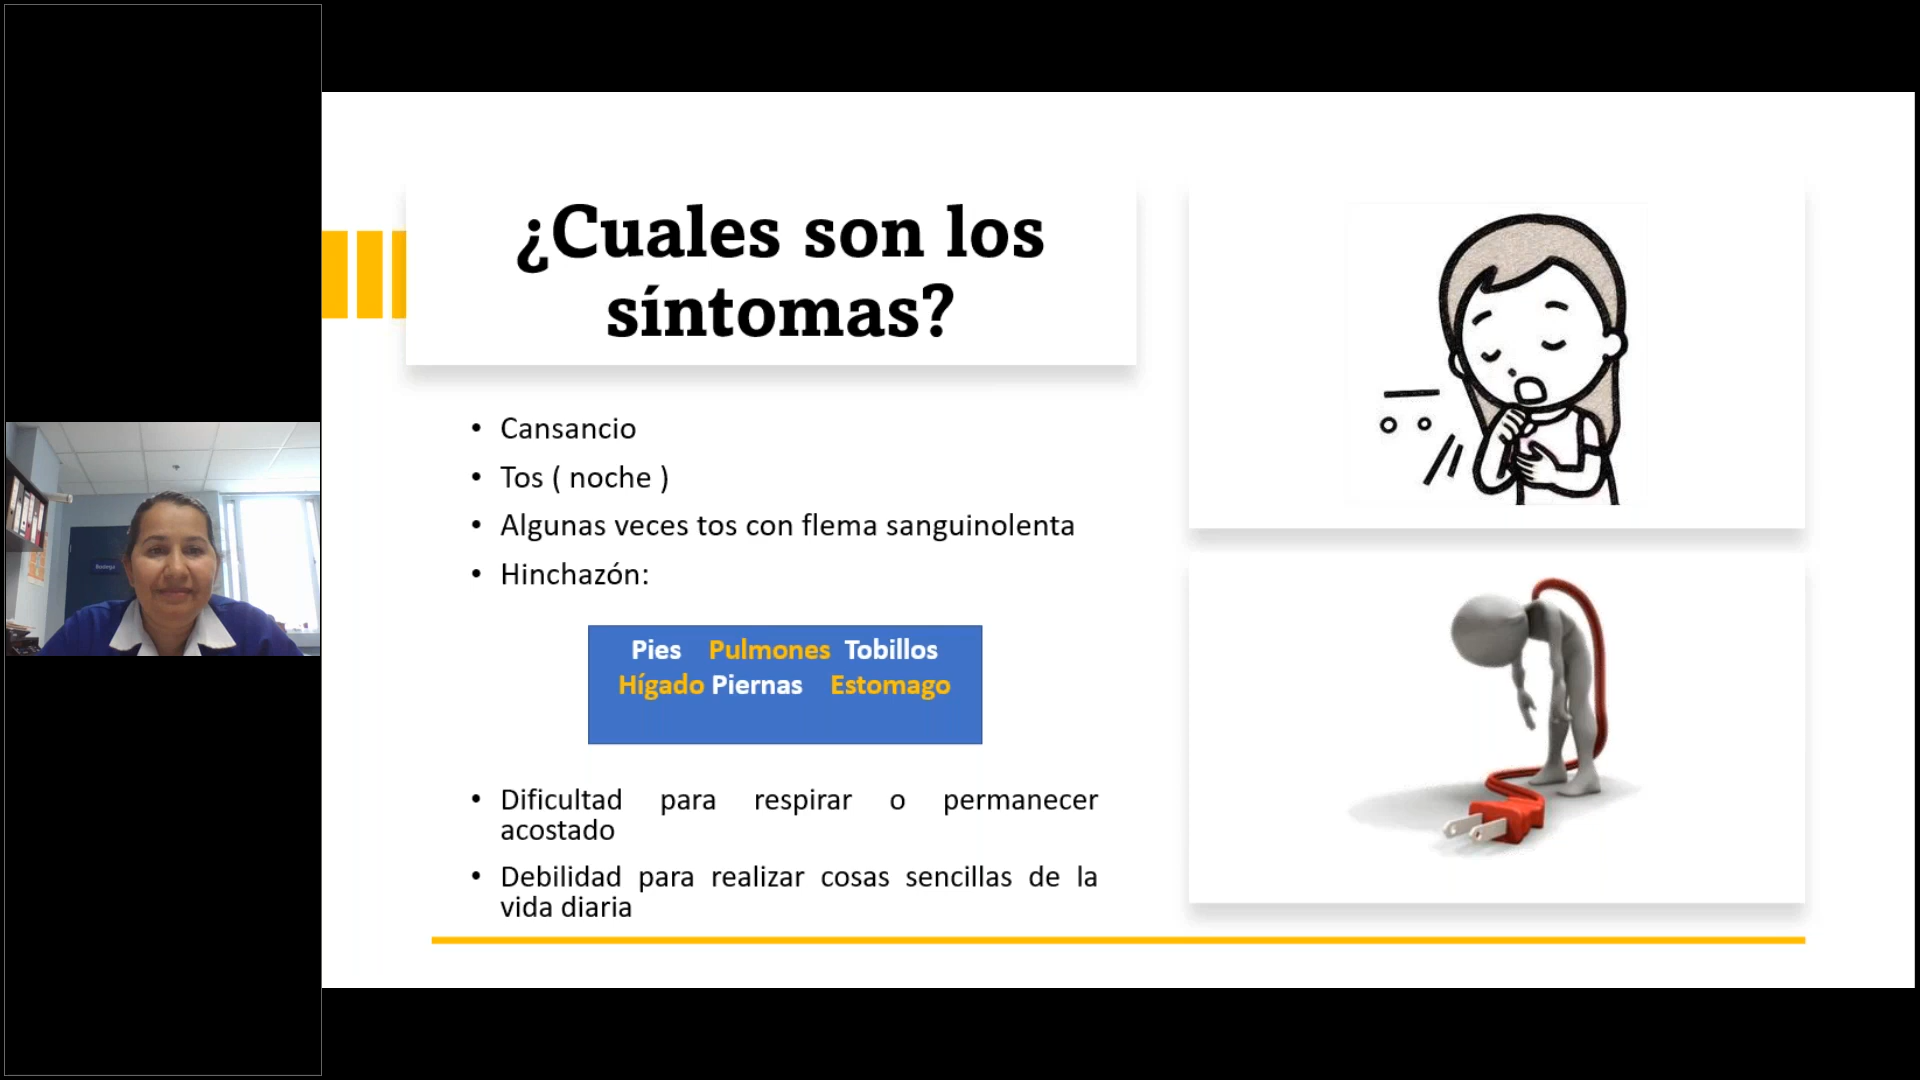 ¿Cuales son los
síntomas?
• Cansancio
• Tos ( noche )
• Algunas veces tos con flema sanguinolenta
• Hinchazón:
Pies Pulmones Tobillos
Hígado Piernas Estomago
• Dificultad para respirar o permanecer
acostado
• Debilidad para realizar cosas sencillas de la
vida diaria
Bodega